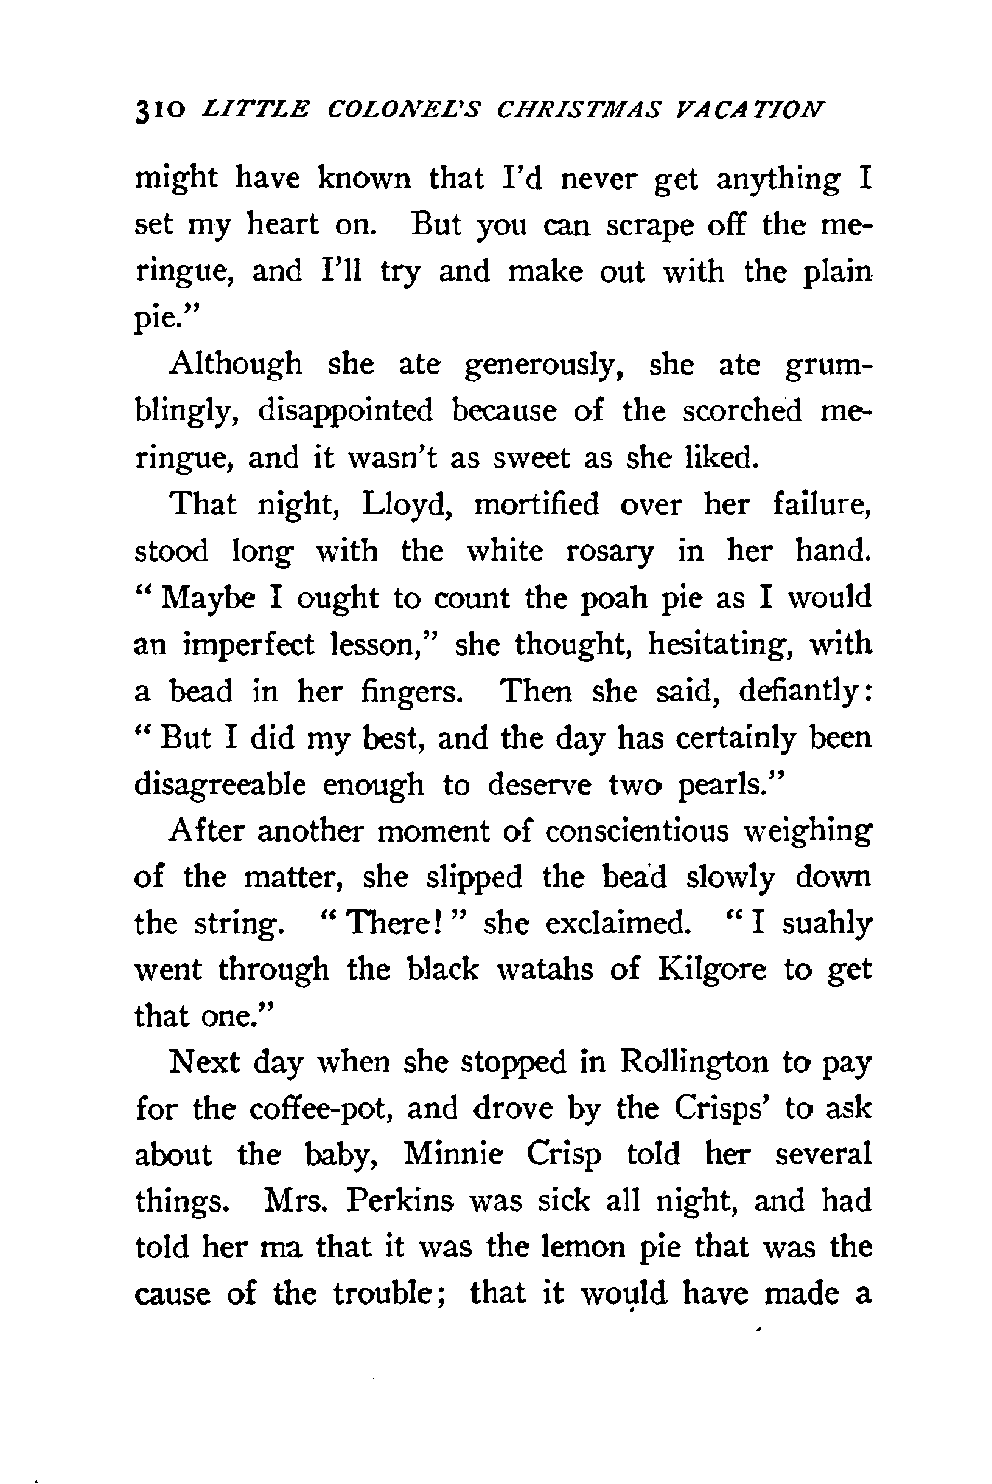 310 LITTLE COLONEL'S CHRISTMAS VACATION
might have known that I'd never get anything I
set my heart on. But you can scrape off the me-
ringue, and I'll try and make out with the plain
pie."
Although she ate generously, she ate grum-
blingly, disappointed because of the scorched me-
ringue, and it wasn't as sweet as she liked.
That night, Lloyd, mortified over her failure,
stood long with the white rosary in her hand.
"Maybe I ought to count the poah pie as I would
an imperfect lesson," she thought, hesitating, with
a bead in her fingers. Then she said, defiantly:
"But I did my best, and the day has certainly been
disagreeable enough to deserve two pearls."
After another moment of conscientious weighing
of the matter, she slipped the bead slowly down
the string. "There!" she exclaimed. "I suahly
went through the black watahs of Kilgore to get
that one."
Next day when she stopped in Rollington to pay
for the coffee-pot, and drove by the Crisps' to ask
about the baby, Minnie Crisp told her several
things. Mrs. Perkins was sick all night, and had
told her ma that it was the lemon pie that was the
cause of the trouble; that it would have made a